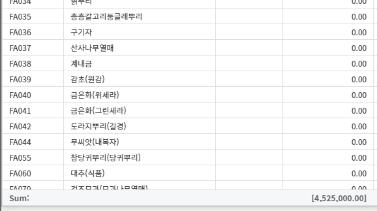 FA034 0.00
FA035 층층갈고리둥굴레뿌리 0.00
FA036 구기자 0.00
FA037 산사나무열매 0.00
FA038 계내금 0.00
FA039 감초(원감) 0.00
FA040 금은화(위세라) 0.00
FA041 금은화(그린세라) 0.00
FA042 도라지뿌리(길경) 0.00
FA044 무씨앗(내복자) 0.00
FA055 참당귀뿌리(당귀뿌리) 0.00
FA060 대추(식품) 0.00
FA070 0.00
Sum: [4,525,000.00]